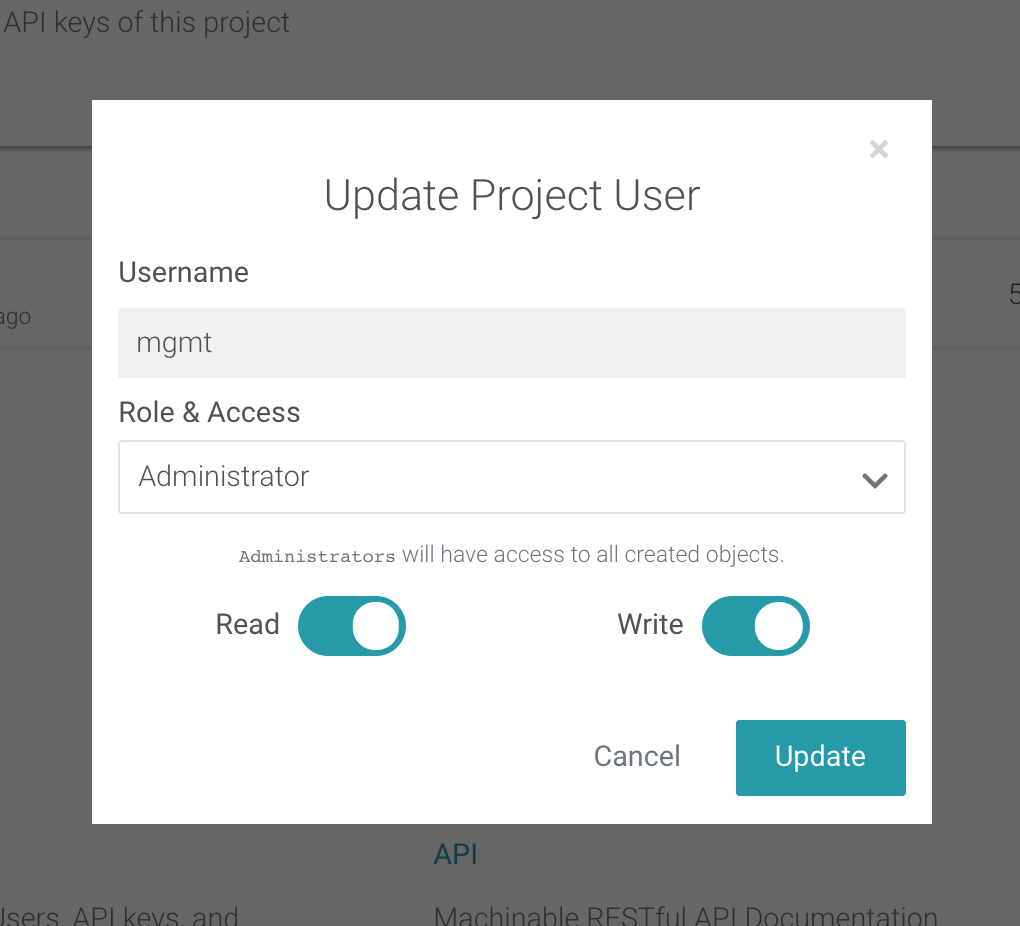 API keys of this project
Update Project User
Username
mgmt
ago
Role & Access
Administrator
Administrators will have access to all created objects.
Read
Write
Cancel
Update
API
Users, API keys, and
Machinable RESTful API Documentation